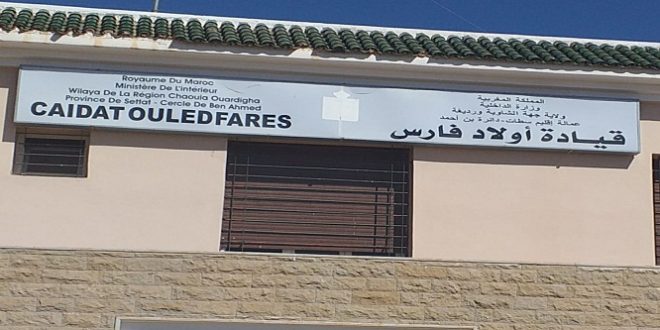 Royaume Du Maroc
Ministère De L'interieur
Wilaya De La Région Chaouia Ouardigha
Province De Settat - Cercle De Ben Ahmed
CAIDAT OULEDFARES
المملكة المغربية
وزارة الداخلية
ولاية جهة الشاوية ورديغة
عمالة إقليم سطات-دائرة بن أحمد
قيادة أولاد فارس